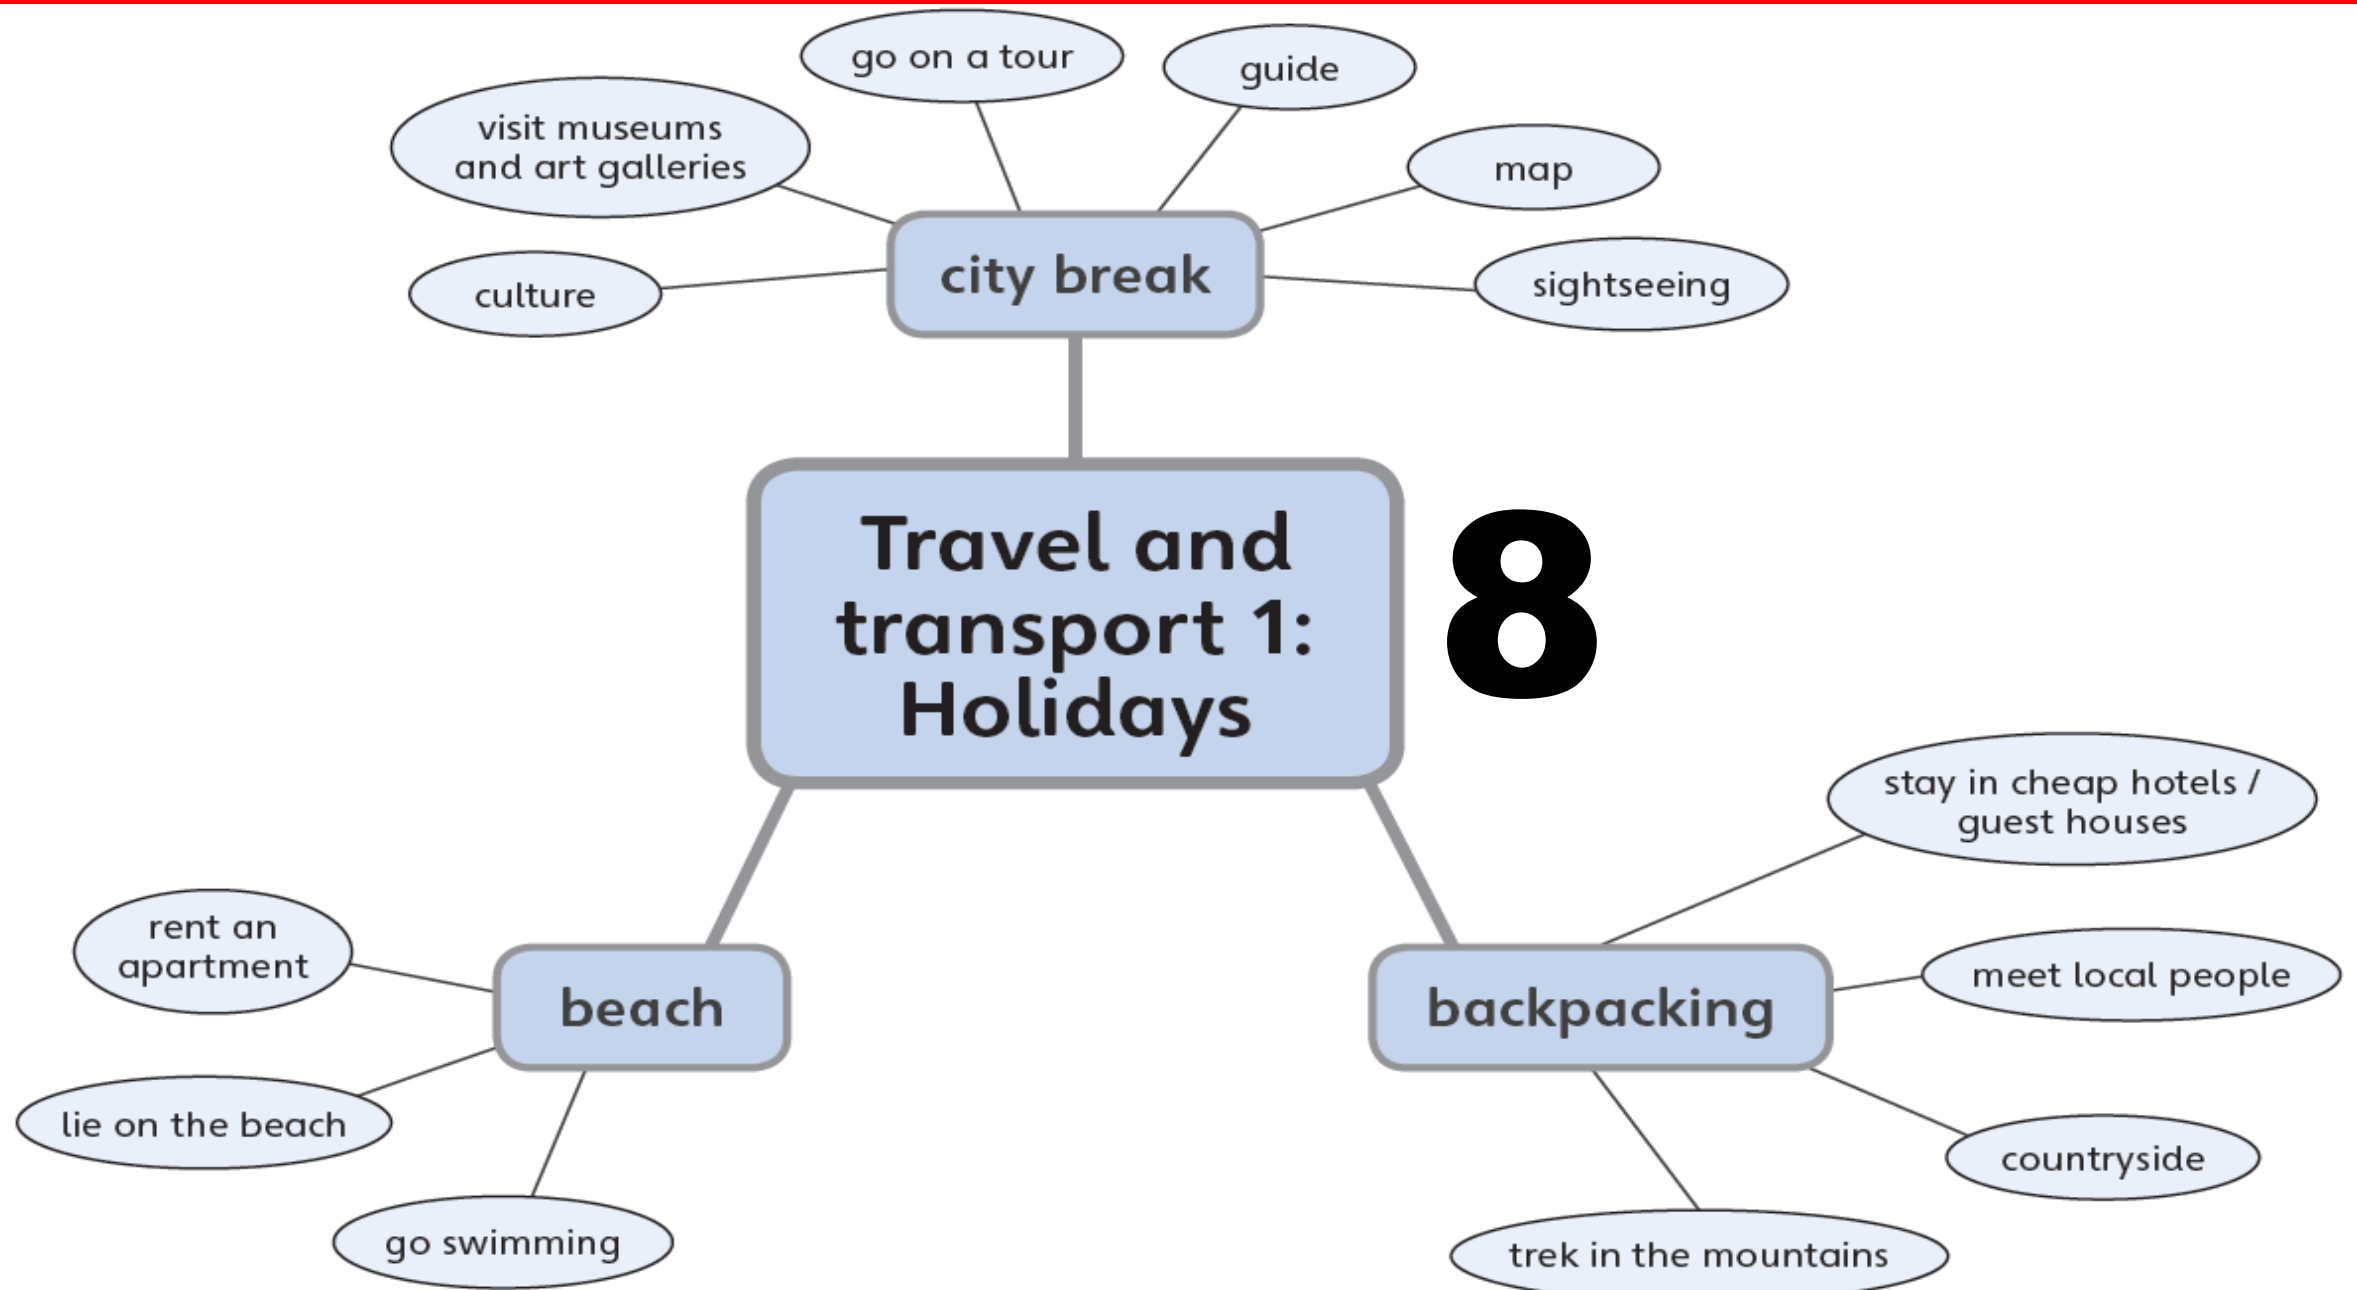 go on a tour
guide
visit museums
and art galleries
map
culture
city break
sightseeing
Travel and
transport 1:
Holidays
8
stay in cheap hotels /
guest houses
rent an
apartment
beach
backpacking
meet local people
lie on the beach
countryside
go swimming
trek in the mountains